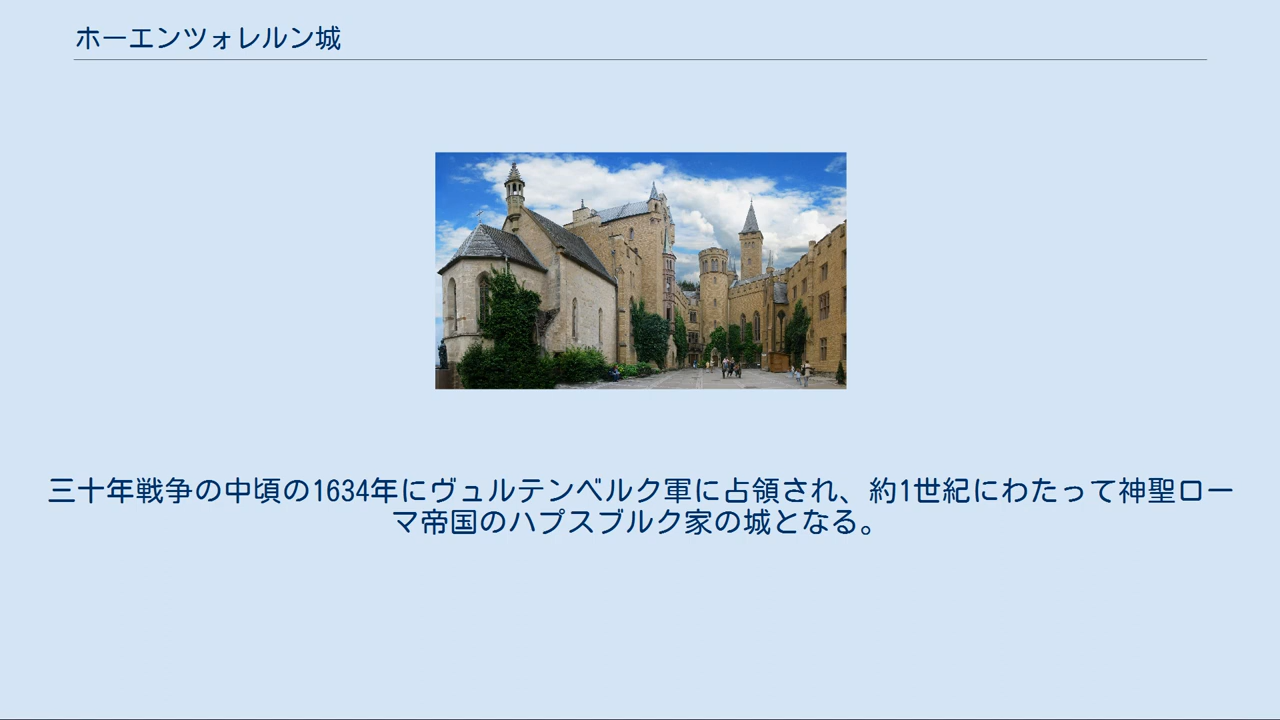 ホーエンツォレルン城
三十年戦争の中頃の1634年にヴュルテンベルク軍に占領され、約1世紀にわたって神聖ロー
マ帝国のハプスブルク家の城となる。